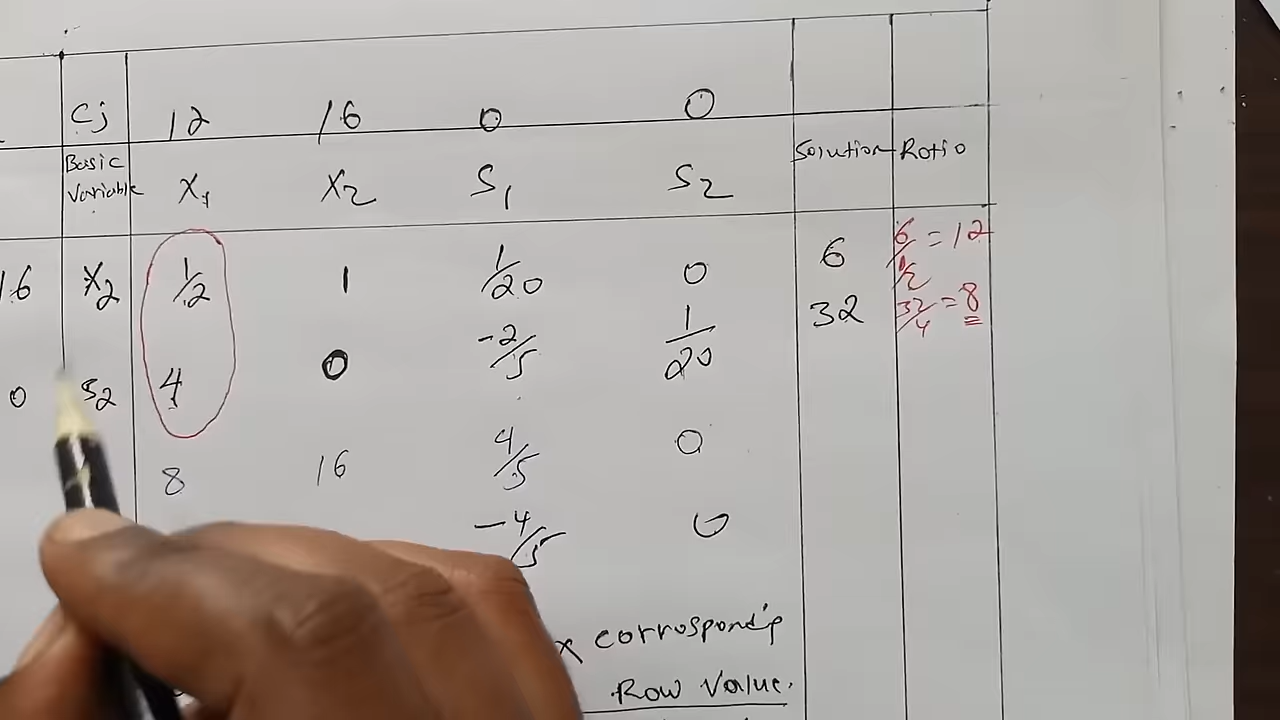 Cj 12 16 0 0
Basic Variable X1 X2 S1 S2 Solution Ratio
16 X2 1/2 1 1/20 0 6 6/1/2 = 12
0 S2 4 0 -2/5 1/20 32 32/4 = 8
8 16 4/5 0
-4/5 0
x correspond'g
Row Value.